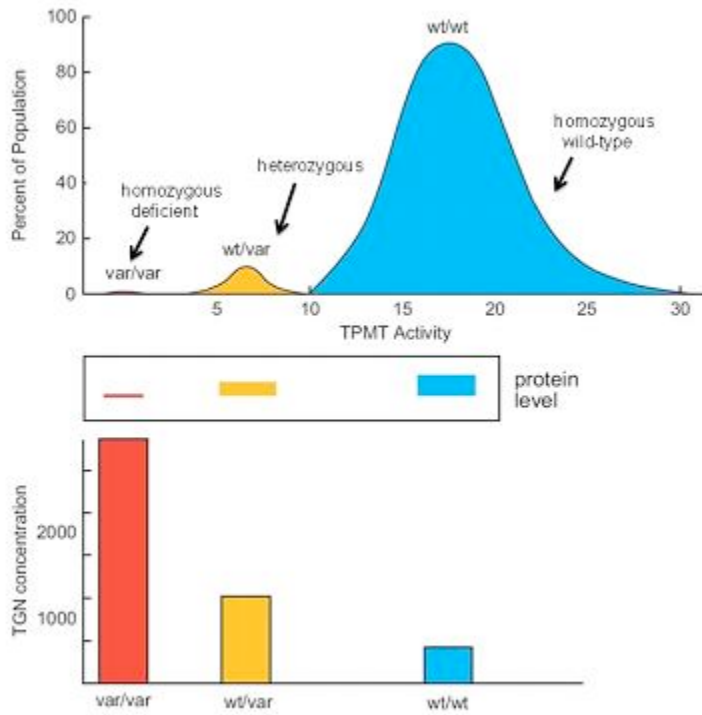 Percent of Population
100
80
60
40
20
0
homozygous
deficient
var/var
heterozygous
wt/var
wt/wt
homozygous
wild-type
5
10
15
20
25
30
TPMT Activity
protein
level
TGN concentration
2000
1000
var/var
wt/var
wt/wt